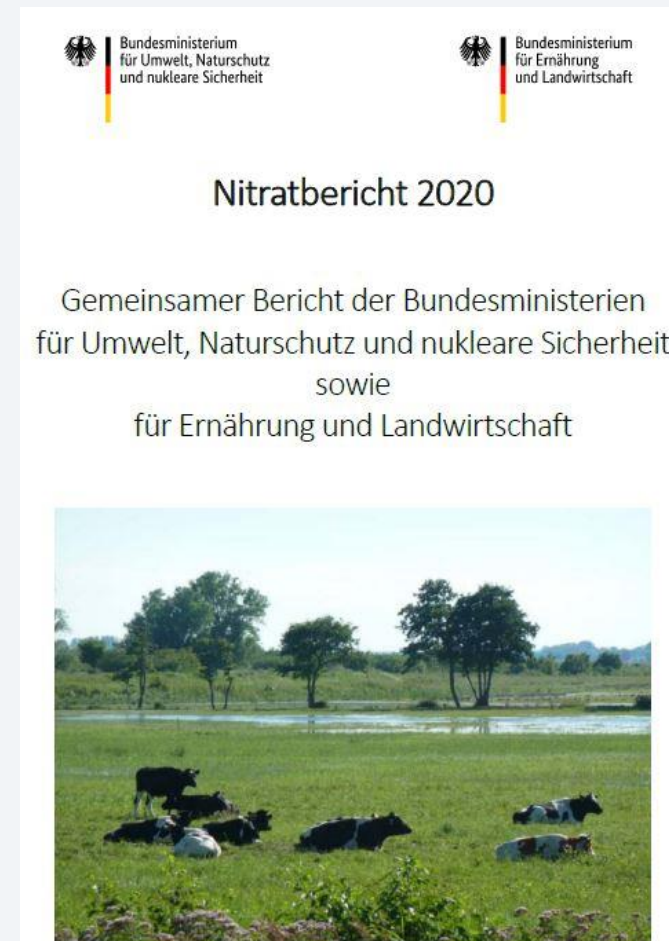 Bundesministerium
für Umwelt, Naturschutz
und nukleare Sicherheit
Bundesministerium
für Ernährung
und Landwirtschaft
Nitratbericht 2020
Gemeinsamer Bericht der Bundesministerien
für Umwelt, Naturschutz und nukleare Sicherheit
sowie
für Ernährung und Landwirtschaft